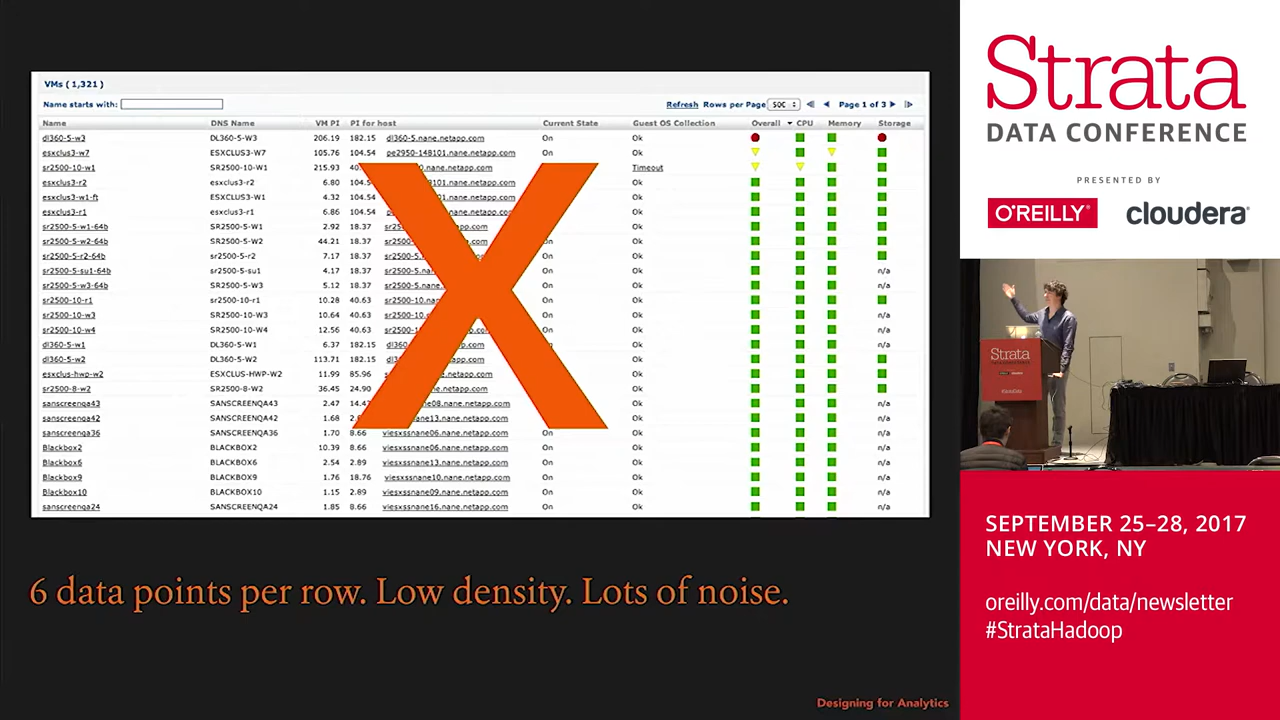 VMs ( 1,321 )
Name starts with:
Refresh Rows per Page 500 Page 1 of 3
Name DNS Name VM PI PI for host Current State Guest OS Collection Overall CPU Memory Storage
dl360-5-w3 DL360-5-W3 206.19 182.15 dl360-5.nane.netapp.com On Ok
esxclus3-w7 ESXCLUS3-W7 105.76 104.54 pe2950-148101.nane.netapp.com On Ok
sr2500-10-w1 SR2500-10-W1 215.93 .nane.netapp.com Timeout
esxclus3-r2 esxclus3-r2 6.80 104.54 .nane.netapp.com Ok
esxclus3-w1-ft ESXCLUS3-W1 4.32 104.54 Ok
esxclus3-r1 esxclus3-r1 6.86 104.54 Ok
sr2500-5-w1-64b SR2500-5-W1 2.92 18.37 Ok
sr2500-5-w2-64b SR2500-5-W2 44.21 18.37 Ok
sr2500-5-r2-64b sr2500-5-r2 7.17 18.37 Ok
sr2500-5-su1-64b sr2500-5-su1 4.17 18.37 Ok n/a
sr2500-5-w3-64b SR2500-5-W3 5.12 18.37 Ok n/a
sr2500-10-r1 sr2500-10-r1 10.28 40.63 Ok
sr2500-10-w3 SR2500-10-W3 10.64 40.63 Ok n/a
sr2500-10-w4 SR2500-10-W4 12.56 40.63 Ok n/a
dl360-5-w1 DL360-5-W1 6.37 182.15 Ok n/a
dl360-5-w2 DL360-5-W2 113.71 182.15 Ok
esxclus-hwp-w2 ESXCLUS-HWP-W2 11.99 85.96 Ok
sr2500-8-w2 SR2500-8-W2 36.45 24.90 Ok
sanscreenqa43 SANSCREENQA43 2.47 .nane.netapp.com On Ok n/a
sanscreenqa42 SANSCREENQA42 1.68 .nane.netapp.com On Ok n/a
sanscreenqa36 SANSCREENQA36 1.70 8.66 viesxssnane06.nane.netapp.com On Ok n/a
Blackbox2 BLACKBOX2 10.39 8.66 viesxssnane06.nane.netapp.com On Ok n/a
Blackbox6 BLACKBOX6 2.54 2.89 viesxssnane13.nane.netapp.com On Ok n/a
Blackbox9 BLACKBOX9 1.76 18.76 viesxssnane10.nane.netapp.com On Ok n/a
Blackbox10 BLACKBOX10 1.15 2.89 viesxssnane09.nane.netapp.com On Ok n/a
sanscreenqa24 SANSCREENQA24 1.85 8.66 viesxssnane16.nane.netapp.com On Ok n/a
X
6 data points per row. Low density. Lots of noise.
Designing for Analytics
Strata
DATA CONFERENCE
PRESENTED BY
O'REILLY® cloudera®
Strata
SEPTEMBER 25–28, 2017
NEW YORK, NY
oreilly.com/data/newsletter
#StrataHadoop